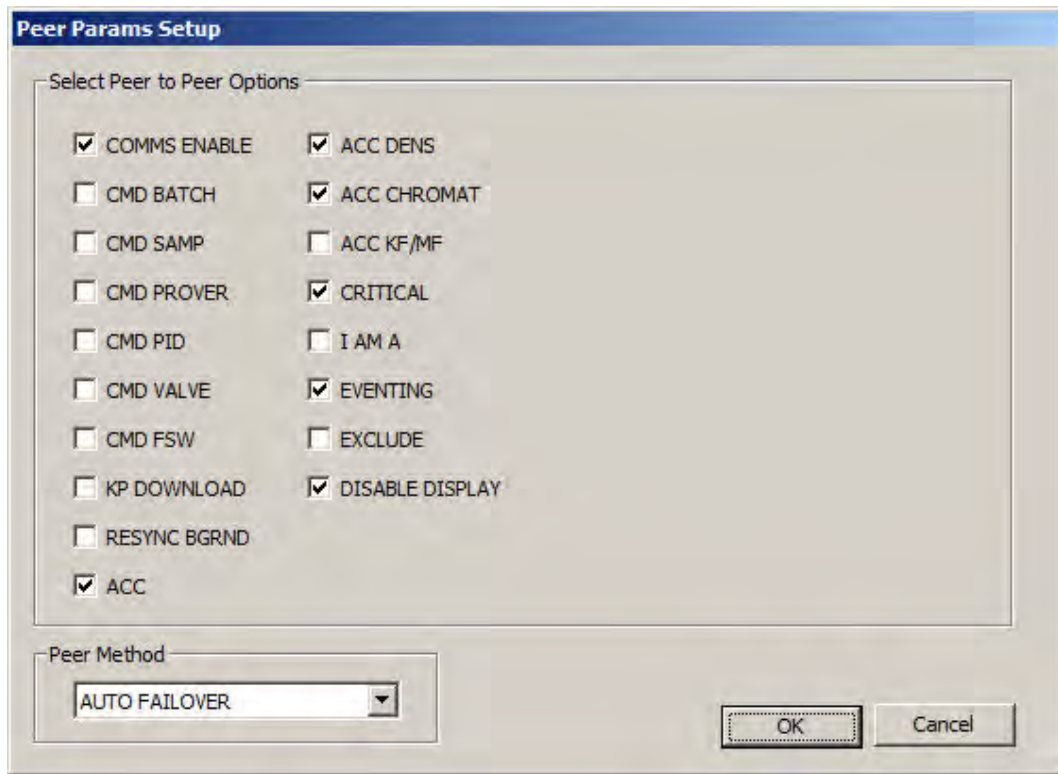 Peer Params Setup
Select Peer to Peer Options
COMMS ENABLE
CMD BATCH
CMD SAMP
CMD PROVER
CMD PID
CMD VALVE
CMD FSW
KP DOWNLOAD
RESYNC BGRND
ACC
ACC DENS
ACC CHROMAT
ACC KF/MF
CRITICAL
I AM A
EVENTING
EXCLUDE
DISABLE DISPLAY
Peer Method
AUTO FAILOVER
OK
Cancel